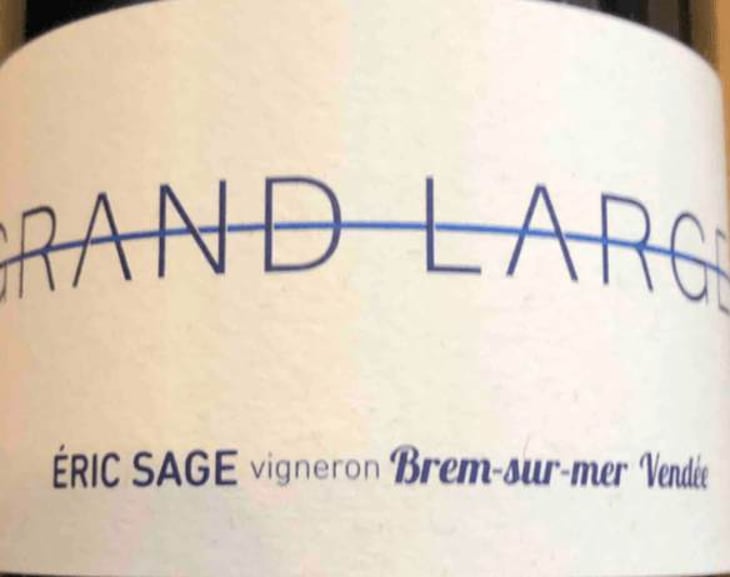 GRAND LARGE
ÉRIC SAGE vigneron Brem-sur-mer Vendée